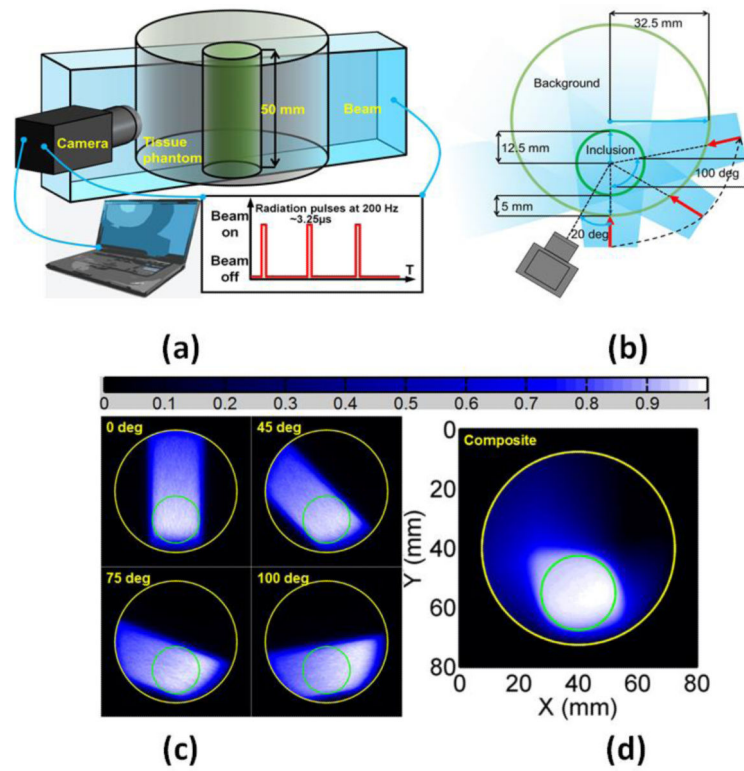 50 mm
Beam
Camera
Tissue
phantom
Radiation pulses at 200 Hz
~3.25µs
Beam
on
Beam
off
T
(a)
32.5 mm
Background
12.5 mm
Inclusion
100 deg
5 mm
20 deg
(b)
0 0.1 0.2 0.3 0.4 0.5 0.6 0.7 0.8 0.9 1
0 deg
45 deg
75 deg
100 deg
(c)
Composite
0
20
40
60
80
Y (mm)
0 20 40 60 80
X (mm)
(d)